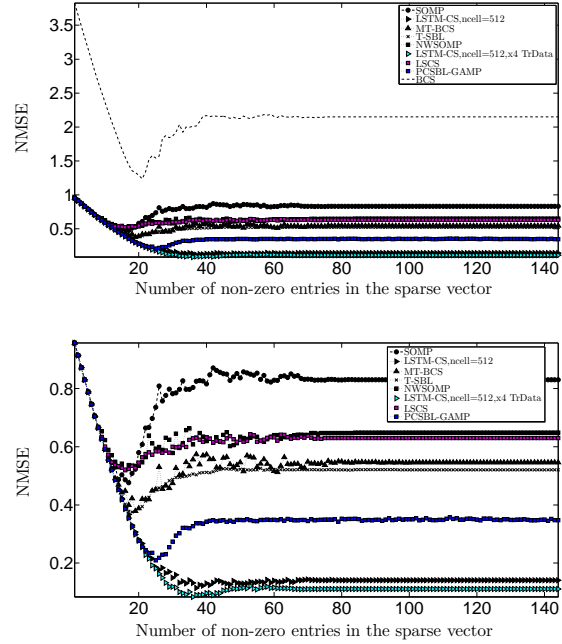 3.5
3
2.5
2
1.5
1
0.5
NMSE
20 40 60 80 100 120 140
Number of non-zero entries in the sparse vector
SOMP
LSTM-CS,ncell=512
MT-BCS
T-SBL
NWSOMP
LSTM-CS,ncell=512,x4 TrData
LSCS
PCSBL-GAMP
BCS
0.8
0.6
0.4
0.2
NMSE
20 40 60 80 100 120 140
Number of non-zero entries in the sparse vector
SOMP
LSTM-CS,ncell=512
MT-BCS
T-SBL
NWSOMP
LSTM-CS,ncell=512,x4 TrData
LSCS
PCSBL-GAMP